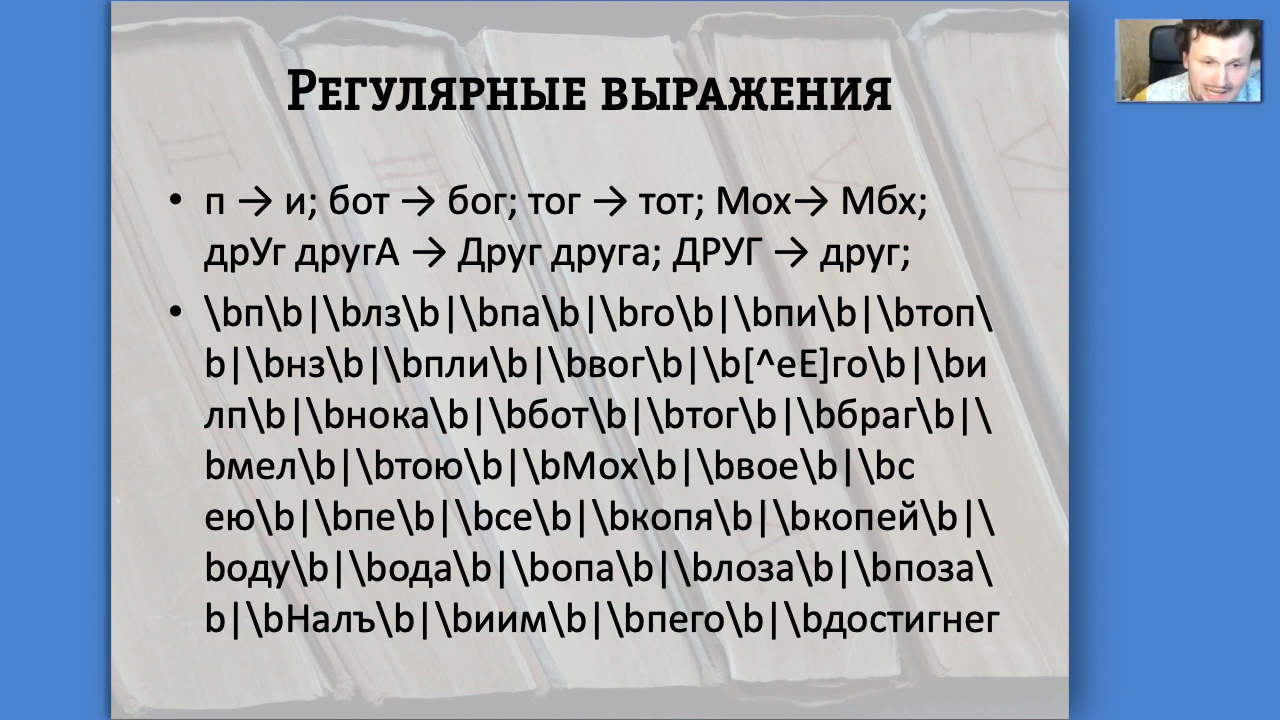 Регулярные выражения
• п → и; бот → бог; тог → тот; Мох→ Мбх;
дрУг другА → Друг друга; ДРУГ → друг;
• \bп\b|\bлз\b|\bпа\b|\bго\b|\bпи\b|\bтоп\
b|\bнз\b|\bпли\b|\bвог\b|\b[^еЕ]го\b|\bи
лп\b|\bнока\b|\bбот\b|\bтог\b|\bбраг\b|\
bмел\b|\bтою\b|\bМох\b|\bвое\b|\bс
ею\b|\bпе\b|\bсе\b|\bкопя\b|\bкопей\b|\
bоду\b|\bода\b|\bопа\b|\bлоза\b|\bпоза\
b|\bНалъ\b|\bиим\b|\bпего\b|\bдостигнег